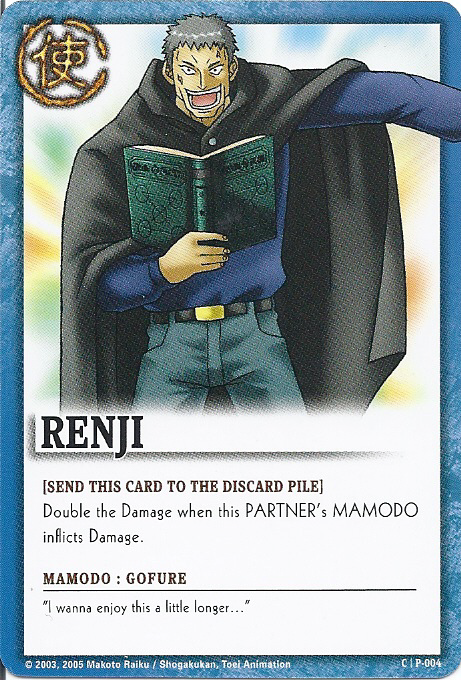 使
RENJI
[SEND THIS CARD TO THE DISCARD PILE]
Double the Damage when this PARTNER's MAMODO
inflicts Damage.
MAMODO : GOFURE
"I wanna enjoy this a little longer..."
© 2003, 2005 Makoto Raiku / Shogakukan, Toei Animation C | P-004